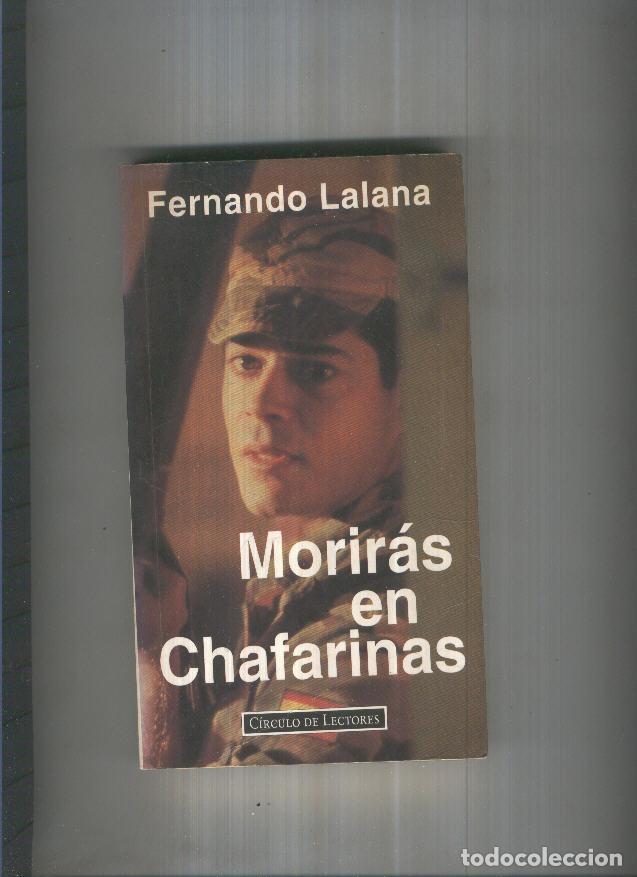 Fernando Lalana
Morirás
en
Chafarinas
CÍRCULO DE LECTORES
todocoleccion